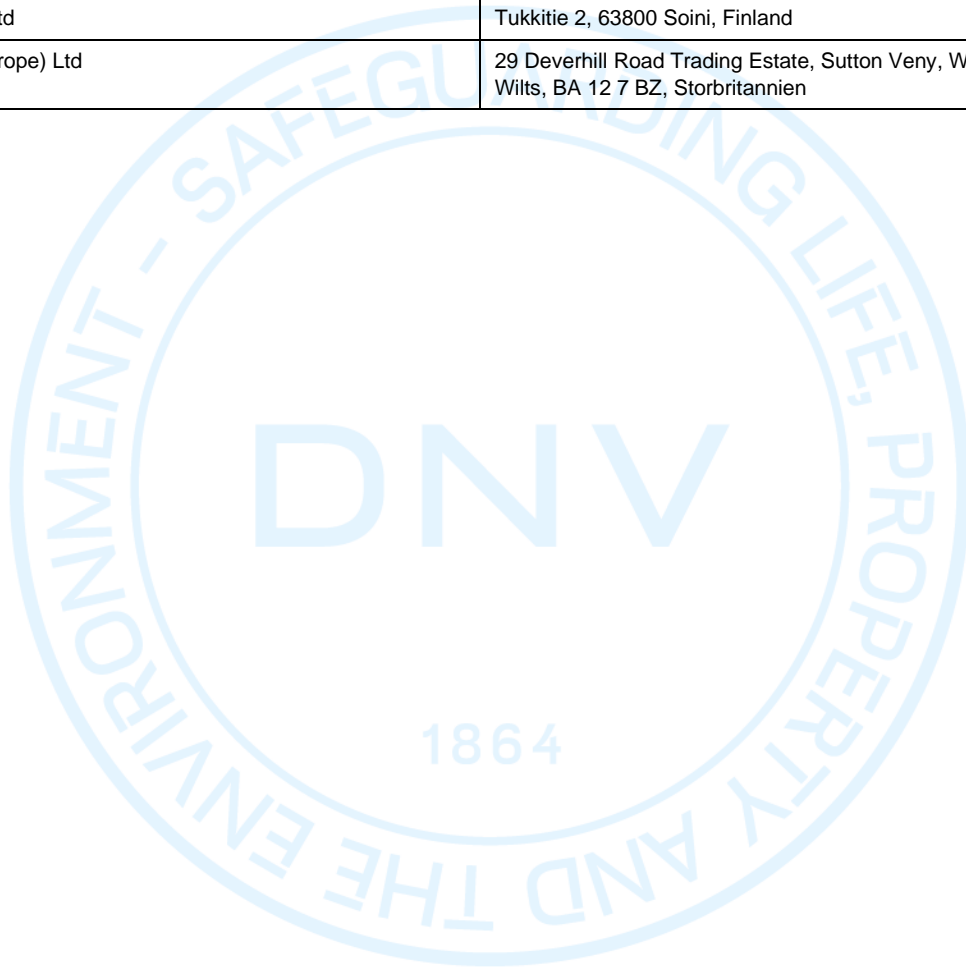 td
Tukkitie 2, 63800 Soini, Finland
rope) Ltd
29 Deverhill Road Trading Estate, Sutton Veny, W
Wilts, BA 12 7 BZ, Storbritannien
SAFEGUARDING LIFE, PROPERTY AND THE ENVIRONMENT -
DNV
1864